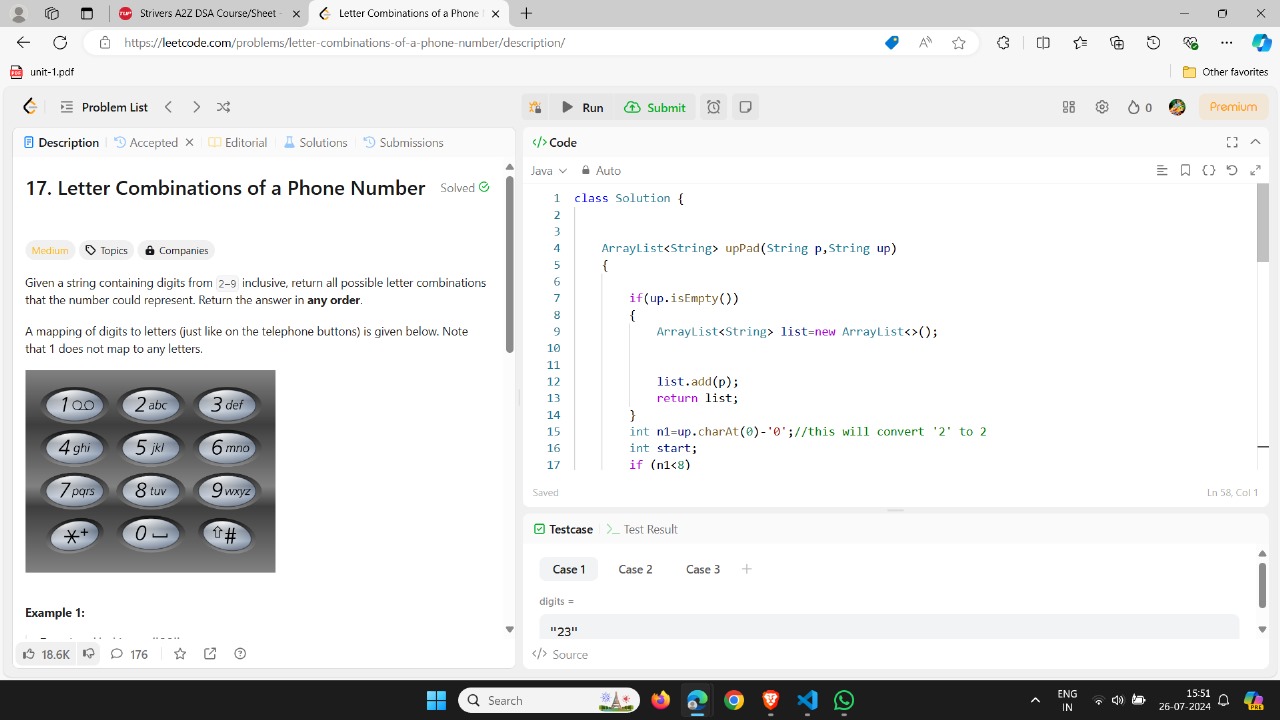 Strivers A2Z DSA Course/Sheet -
Letter Combinations of a Phone
https://leetcode.com/problems/letter-combinations-of-a-phone-number/description/
unit-1.pdf
Other favorites
Problem List
Run
Submit
0
Premium
Description
Accepted
Editorial
Solutions
Submissions
17. Letter Combinations of a Phone Number
Solved
Medium
Topics
Companies
Given a string containing digits from 2-9 inclusive, return all possible letter combinations
that the number could represent. Return the answer in any order.
A mapping of digits to letters (just like on the telephone buttons) is given below. Note
that 1 does not map to any letters.
1 2 abc 3 def
4 ghi 5 jkl 6 mno
7 pqrs 8 tuv 9 wxyz
*+ 0 #
Example 1:
18.6K
176
</> Code
Java
Auto
1 class Solution {
2
3
4 ArrayList<String> upPad(String p,String up)
5 {
6
7 if(up.isEmpty())
8 {
9 ArrayList<String> list=new ArrayList<>();
10
11
12 list.add(p);
13 return list;
14 }
15 int n1=up.charAt(0)-'0';//this will convert '2' to 2
16 int start;
17 if (n1<8)
Saved
Ln 58, Col 1
Testcase
Test Result
Case 1
Case 2
Case 3
+
digits =
"23"
</> Source
Search
ENG
IN
15:51
26-07-2024